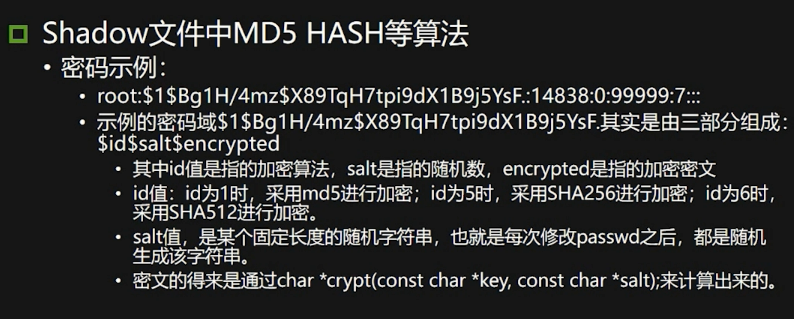 Shadow文件中MD5 HASH等算法
密码示例：
root:$1$Bg1H/4mz$X89TqH7tpi9dX1B9j5YsF.:14838:0:99999:7:::
示例的密码域$1$Bg1H/4mz$X89TqH7tpi9dX1B9j5YsF.其实是由三部分组成：
$id$salt$encrypted
其中id值是指的加密算法，salt是指的随机数，encrypted是指的加密密文
id值：id为1时，采用md5进行加密；id为5时，采用SHA256进行加密；id为6时，
采用SHA512进行加密。
salt值，是某个固定长度的随机字符串，也就是每次修改passwd之后，都是随机
生成该字符串。
密文的得来是通过char *crypt(const char *key, const char *salt);来计算出来的。